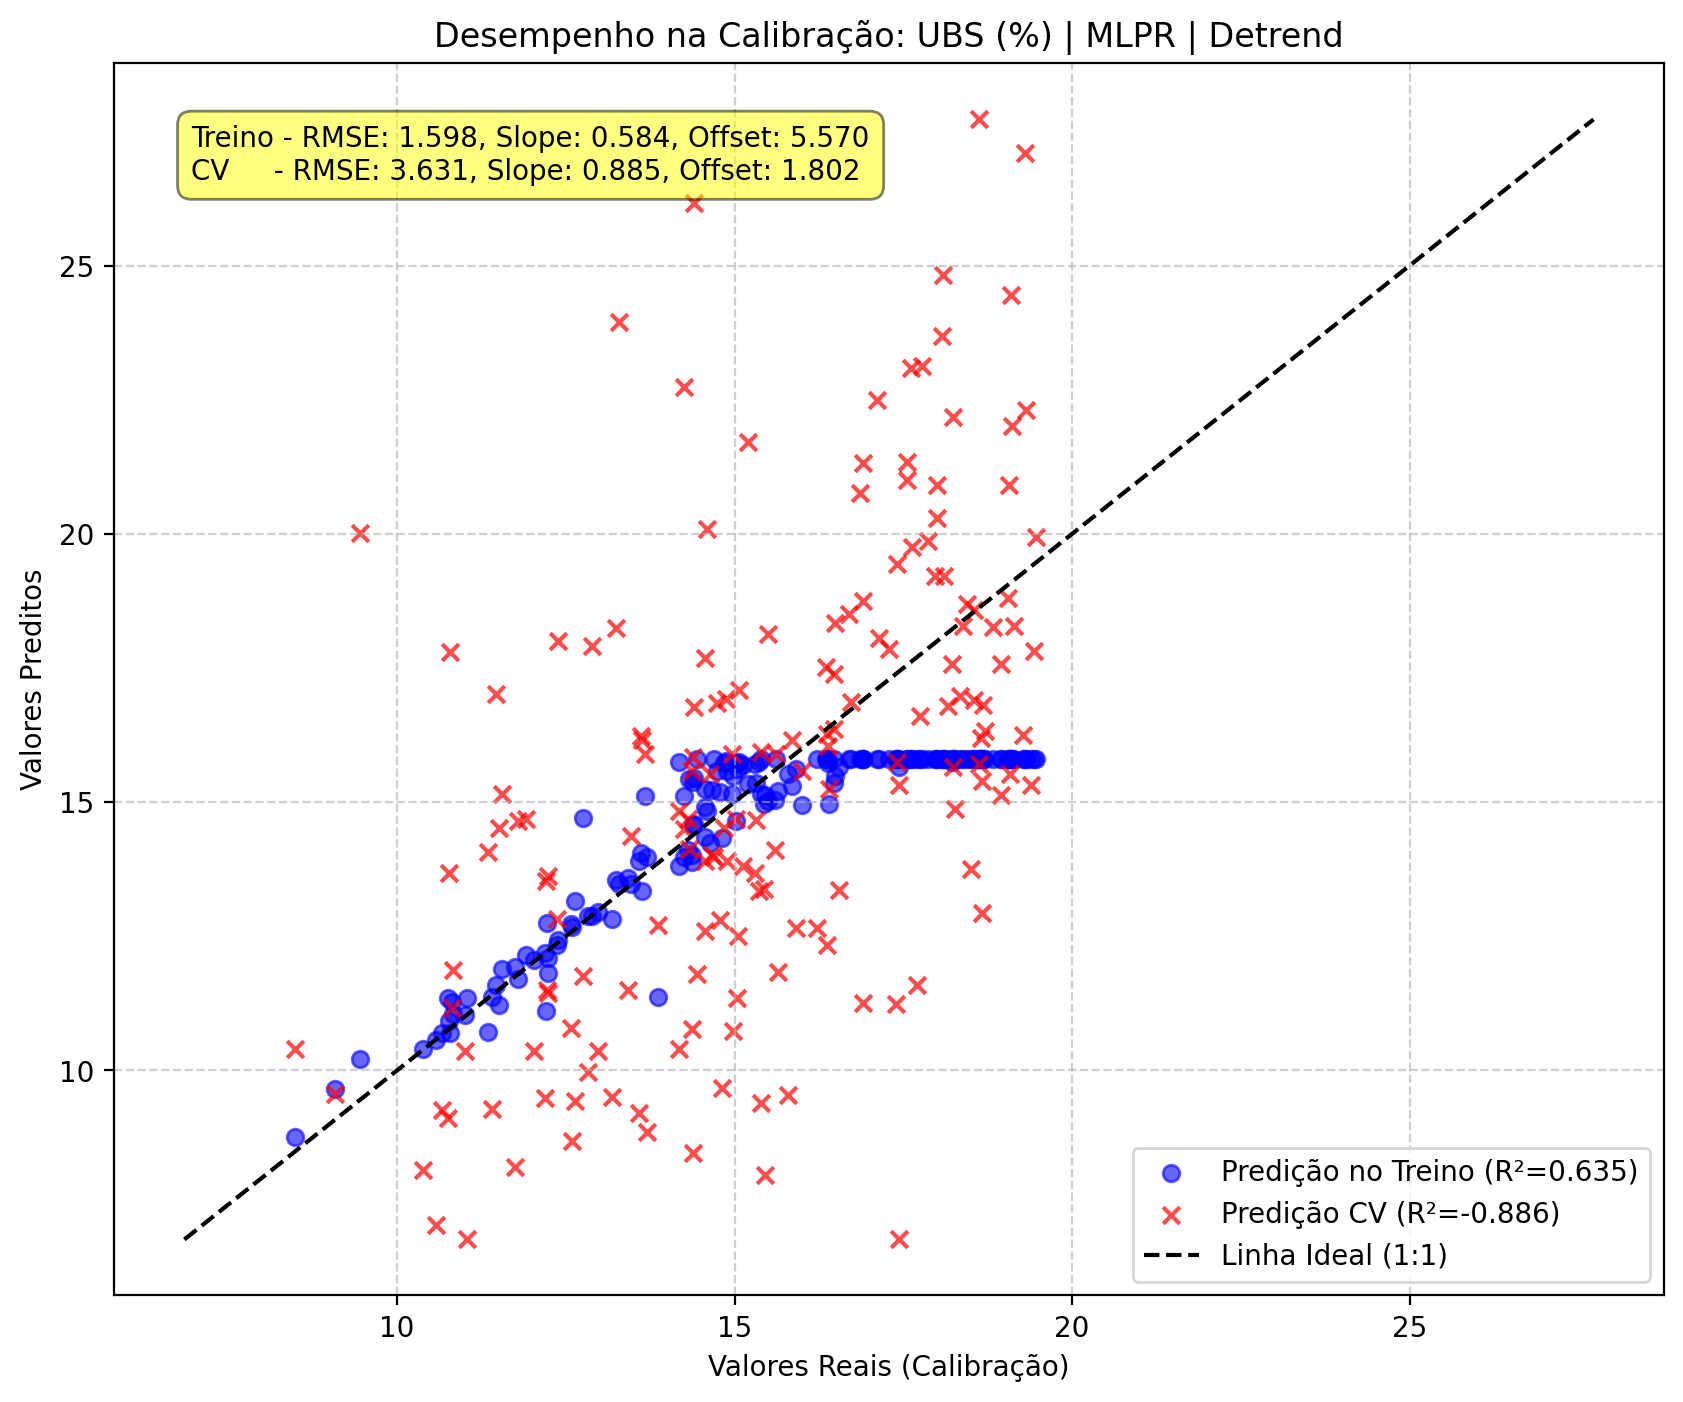 Desempenho na Calibração: UBS (%) | MLPR | Detrend
Treino - RMSE: 1.598, Slope: 0.584, Offset: 5.570
CV - RMSE: 3.631, Slope: 0.885, Offset: 1.802
Valores Preditos
25
20
15
10
Predição no Treino (R²=0.635)
Predição CV (R²=-0.886)
Linha Ideal (1:1)
10 15 20 25
Valores Reais (Calibração)